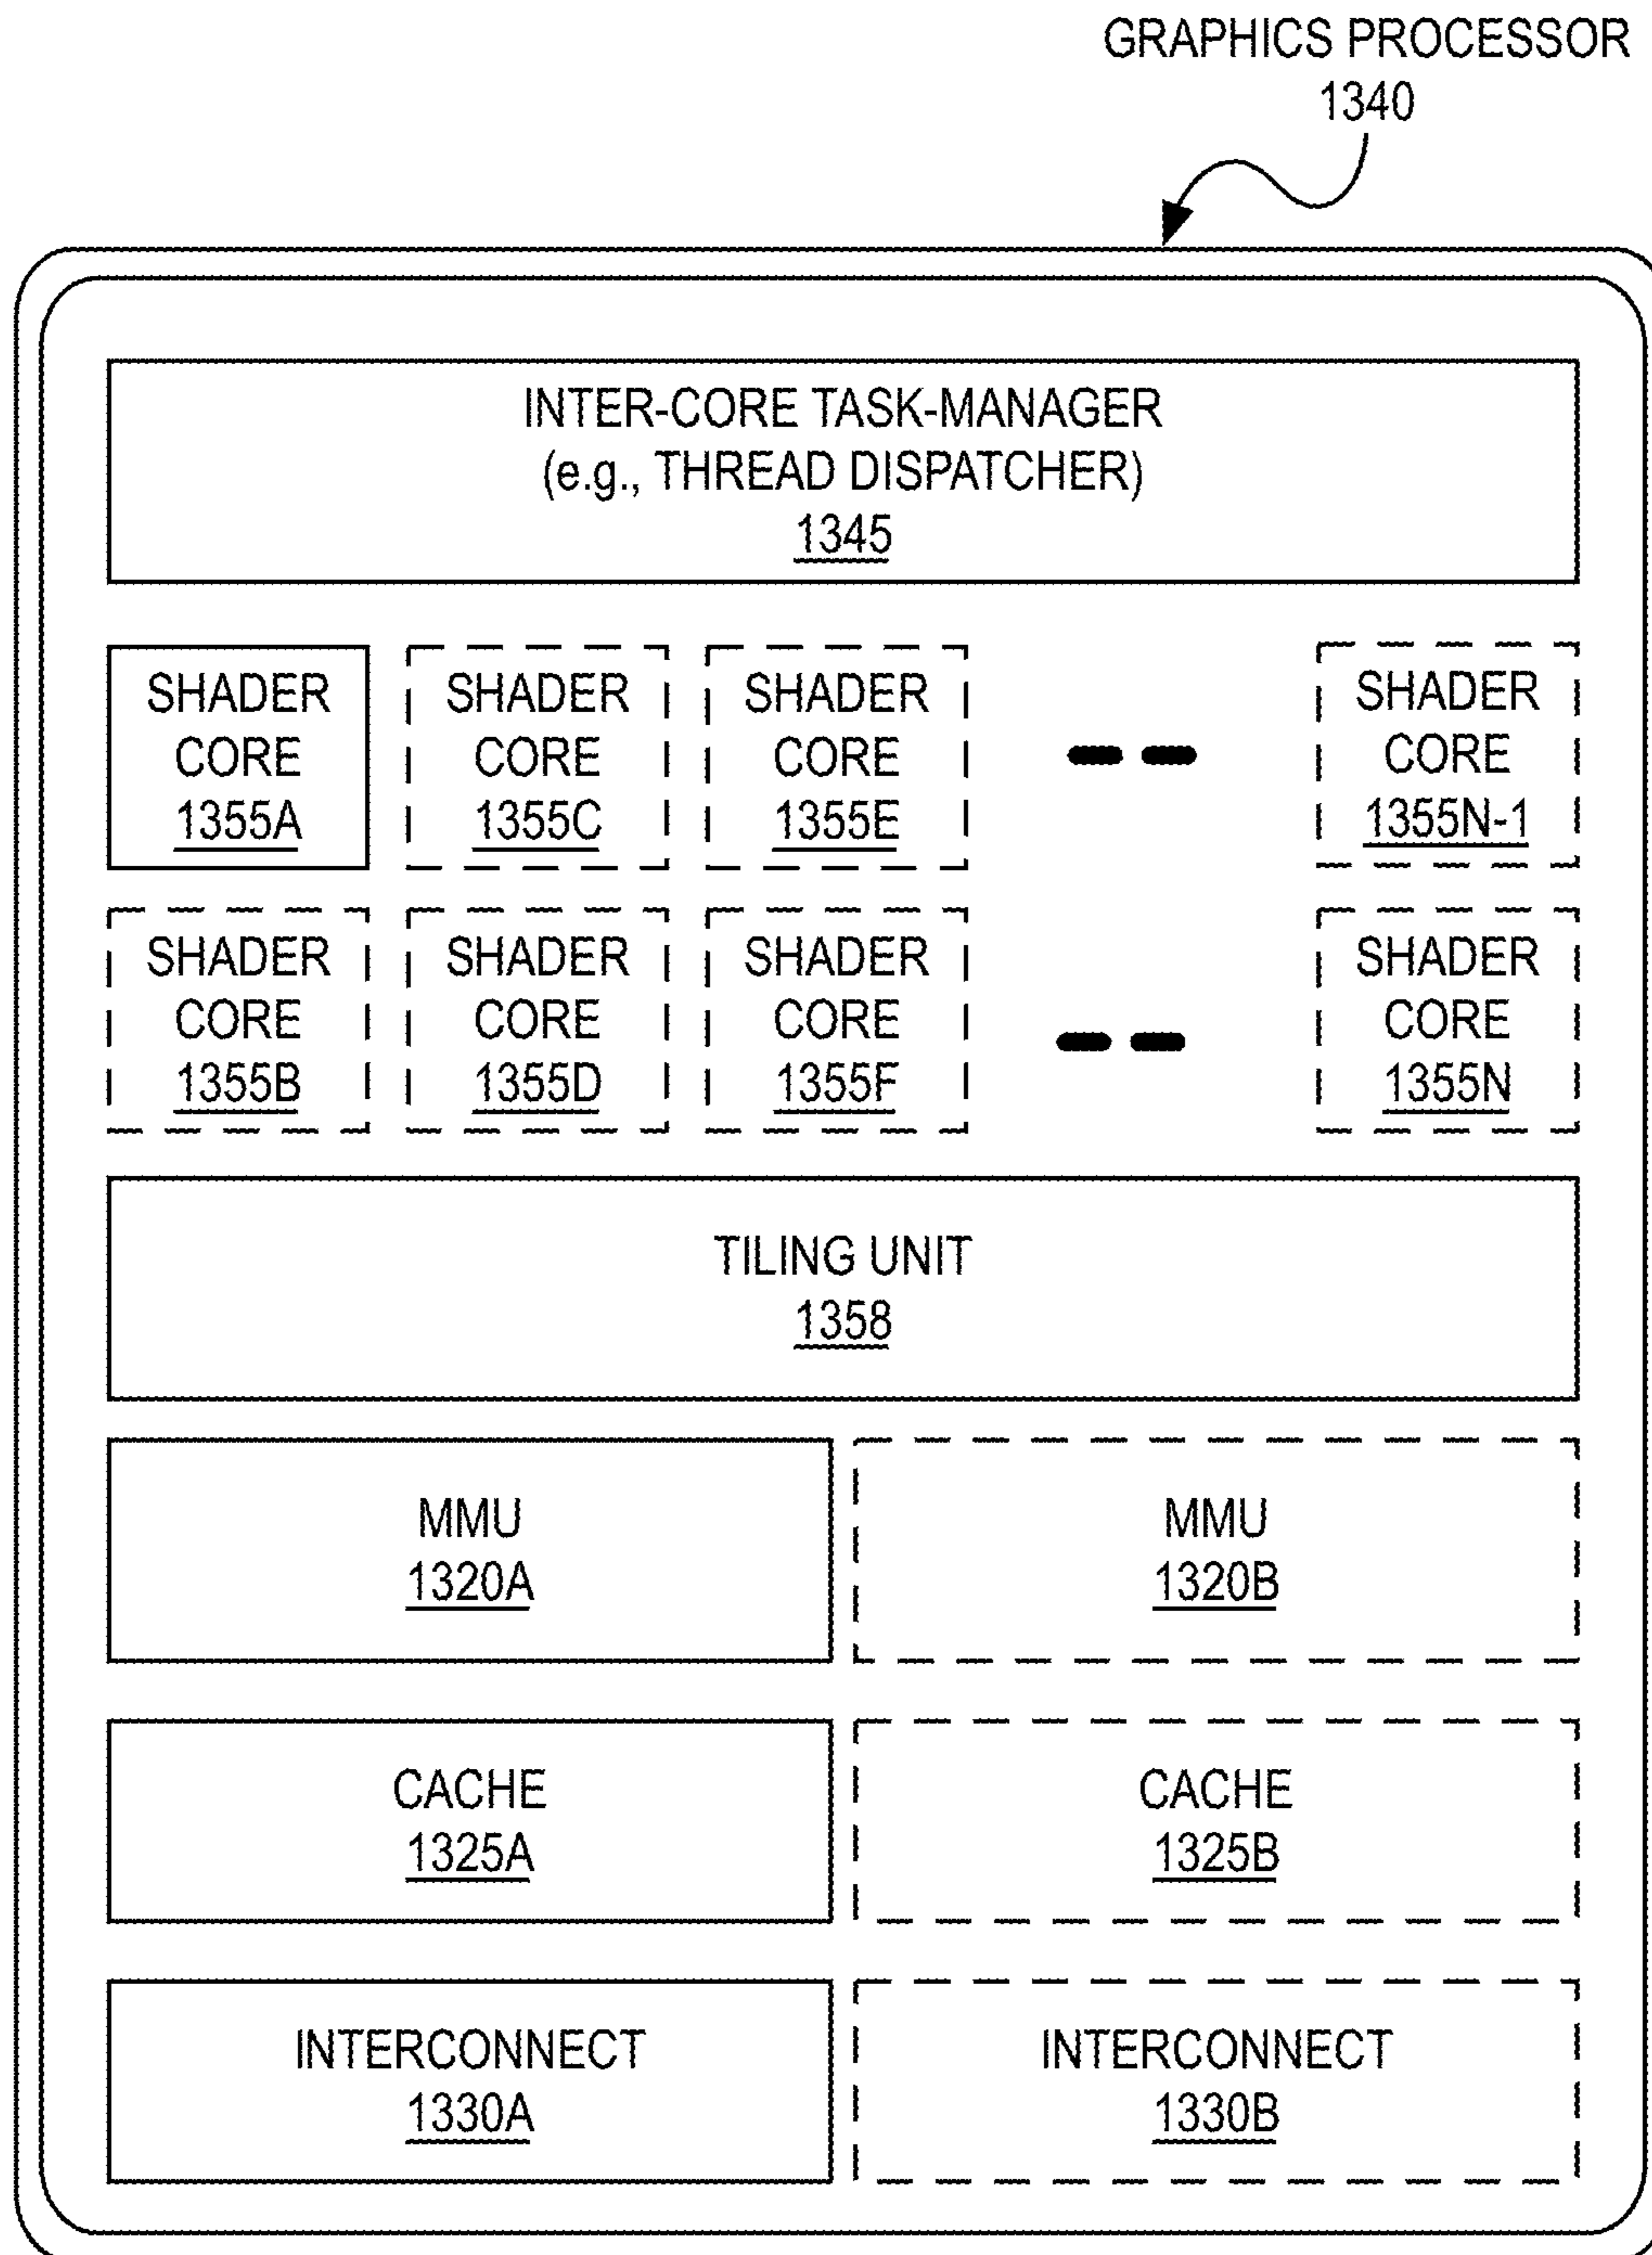 GRAPHICS PROCESSOR
1340
INTER-CORE TASK-MANAGER
(e.g., THREAD DISPATCHER)
1345
SHADER
CORE
1355A
SHADER
CORE
1355C
SHADER
CORE
1355E
SHADER
CORE
1355N-1
SHADER
CORE
1355B
SHADER
CORE
1355D
SHADER
CORE
1355F
SHADER
CORE
1355N
TILING UNIT
1358
MMU
1320A
MMU
1320B
CACHE
1325A
CACHE
1325B
INTERCONNECT
1330A
INTERCONNECT
1330B